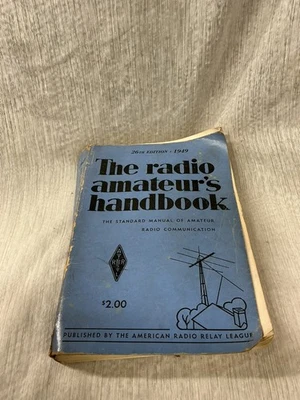 26TH EDITION · 1949
The radio
amateur's
handbook
THE STANDARD MANUAL OF AMATEUR
RADIO COMMUNICATION
$2.00
PUBLISHED BY THE AMERICAN RADIO RELAY LEAGUE